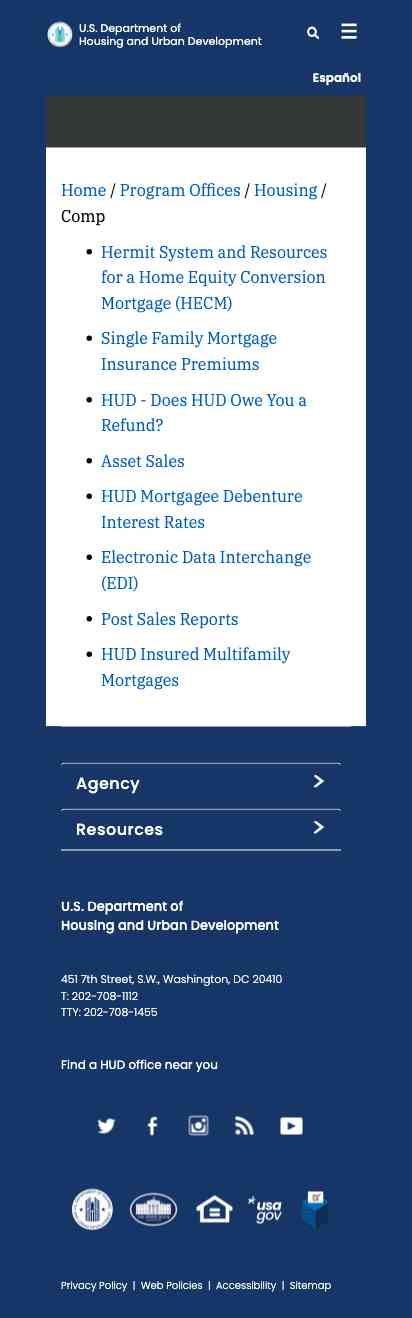 U.S. Department of
Housing and Urban Development
Español
Home / Program Offices / Housing /
Comp
• Hermit System and Resources
for a Home Equity Conversion
Mortgage (HECM)
• Single Family Mortgage
Insurance Premiums
• HUD - Does HUD Owe You a
Refund?
• Asset Sales
• HUD Mortgagee Debenture
Interest Rates
• Electronic Data Interchange
(EDI)
• Post Sales Reports
• HUD Insured Multifamily
Mortgages
Agency
Resources
U.S. Department of
Housing and Urban Development
451 7th Street, S.W., Washington, DC 20410
T: 202-708-1112
TTY: 202-708-1455
Find a HUD office near you
usa
gov
Privacy Policy | Web Policies | Accessibility | Sitemap